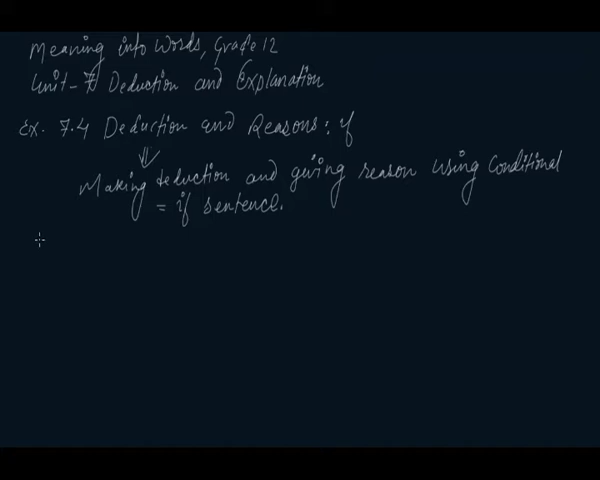 Meaning into Words, Grade 12
Unit-7 Deduction and Explanation
Ex. 7.4 Deduction and Reasons: if
⇓
Making deduction and giving reason using Conditional
= if sentence.